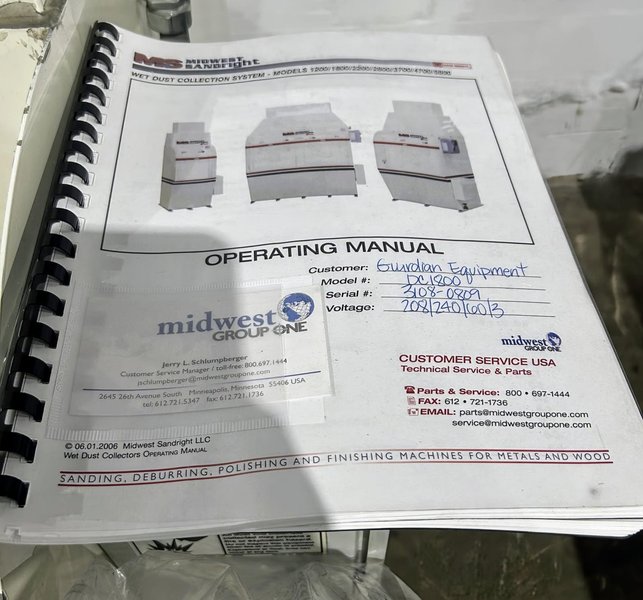 MS MIDWEST
SANDRIGHT
WET DUST COLLECTION SYSTEM - MODELS 1200/1800/2200/2800/3700/4700/5800
OPERATING MANUAL
Customer: Guardian Equipment
Model #: DC1800
Serial #: 3108-0809
Voltage: 208/240/60/3
midwest
GROUP ONE
Jerry L. Schlumpberger
Customer Service Manager / toll-free: 800.697.1444
jschlumpberger@midwestgroupone.com
2645 26th Avenue South Minneapolis, Minnesota 55406 USA
tel; 612.721.5347 fax: 612.721.1736
midwest
GROUP ONE
CUSTOMER SERVICE USA
Technical Service & Parts
Parts & Service: 800 • 697-1444
FAX: 612 • 721-1736
EMAIL: parts@midwestgroupone.com
service@midwestgroupone.com
© 06.01.2006 Midwest Sandright LLC
Wet Dust Collectors OPERATING MANUAL
SANDING, DEBURRING, POLISHING AND FINISHING MACHINES FOR METALS AND WOOD